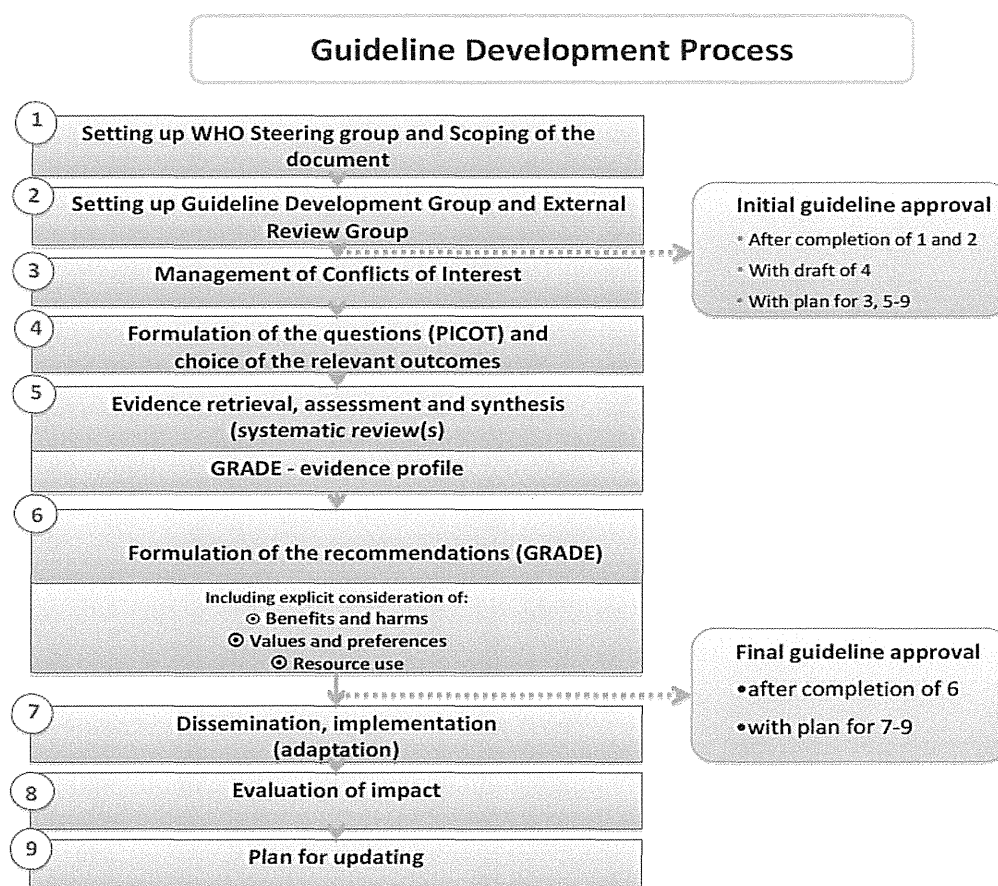 Guideline Development Process
1
Setting up WHO Steering group and Scoping of the
document
2
Setting up Guideline Development Group and External
Review Group
Initial guideline approval
• After completion of 1 and 2
• With draft of 4
• With plan for 3, 5-9
3
Management of Conflicts of Interest
4
Formulation of the questions (PICOT) and
choice of the relevant outcomes
5
Evidence retrieval, assessment and synthesis
(systematic review(s)
GRADE - evidence profile
6
Formulation of the recommendations (GRADE)
Including explicit consideration of:
⊙ Benefits and harms
⊙ Values and preferences
⊙ Resource use
Final guideline approval
•after completion of 6
•with plan for 7-9
7
Dissemination, implementation
(adaptation)
8
Evaluation of impact
9
Plan for updating